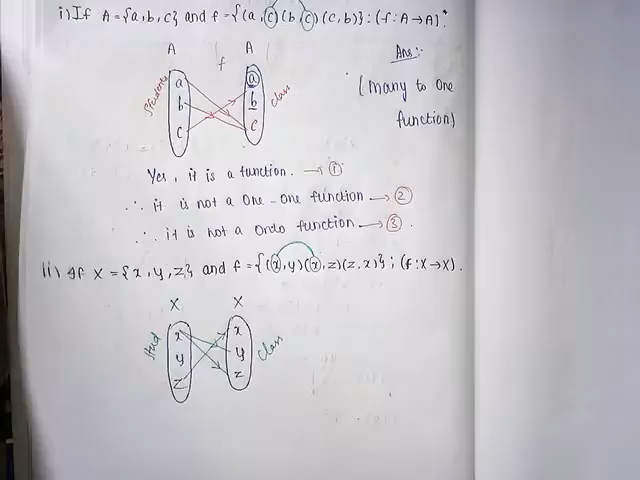 i) If A = {a, b, c} and f = {(a, c)(b, c)(c, b)} : (f : A → A)?
A A Ans :-
f
a a
Students b b Class
c c
(many to one
function)
Yes, it is a function. → ①
∴ it is not a One-one function → ②
∴ it is not a Onto function → ③.
ii) If X = {x, y, z} and f = {(x, y)(x, z)(z, x)} ; (f : X → X).
X X
x x
Stud y y Class
z z